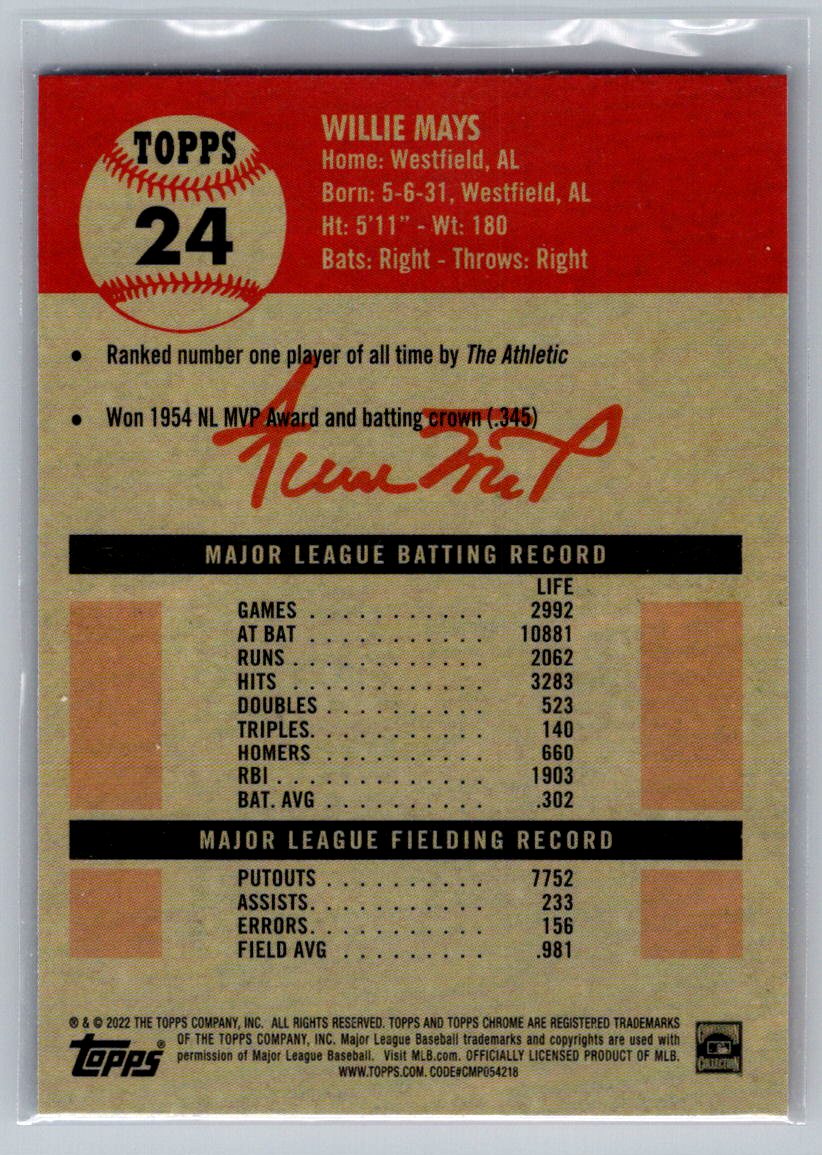 TOPPS
24
WILLIE MAYS
Home: Westfield, AL
Born: 5-6-31, Westfield, AL
Ht: 5'11" - Wt: 180
Bats: Right - Throws: Right
• Ranked number one player of all time by The Athletic
• Won 1954 NL MVP Award and batting crown (.345)
Willie Mays
MAJOR LEAGUE BATTING RECORD
LIFE
GAMES . . . . . . . . . . . 2992
AT BAT . . . . . . . . . . . 10881
RUNS . . . . . . . . . . . . 2062
HITS . . . . . . . . . . . . 3283
DOUBLES . . . . . . . . . . 523
TRIPLES. . . . . . . . . . . 140
HOMERS . . . . . . . . . . 660
RBI . . . . . . . . . . . . . 1903
BAT. AVG . . . . . . . . . . .302
MAJOR LEAGUE FIELDING RECORD
PUTOUTS . . . . . . . . . . 7752
ASSISTS. . . . . . . . . . . 233
ERRORS. . . . . . . . . . . 156
FIELD AVG . . . . . . . . . .981
® & © 2022 THE TOPPS COMPANY, INC. ALL RIGHTS RESERVED. TOPPS AND TOPPS CHROME ARE REGISTERED TRADEMARKS
OF THE TOPPS COMPANY, INC. Major League Baseball trademarks and copyrights are used with
permission of Major League Baseball. Visit MLB.com. OFFICIALLY LICENSED PRODUCT OF MLB.
WWW.TOPPS.COM. CODE#CMP054218
Topps®
COOPERSTOWN
COLLECTION